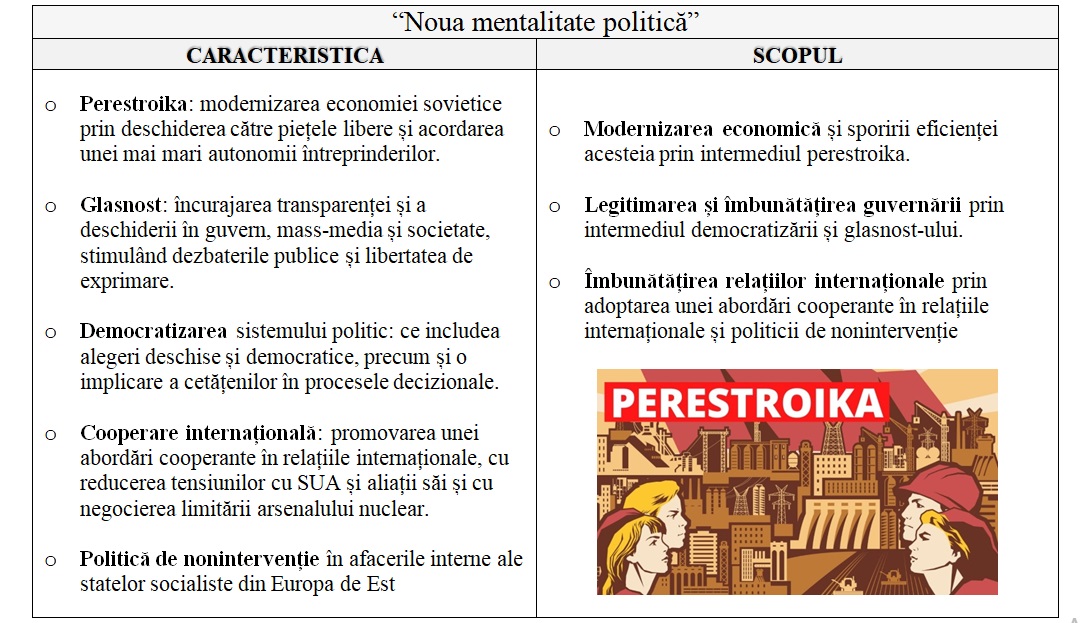 “Noua mentalitate politică”
CARACTERISTICA
SCOPUL
o Perestroika: modernizarea economiei sovietice
prin deschiderea către piețele libere și acordarea
unei mai mari autonomii întreprinderilor.
o Glasnost: încurajarea transparenței și a
deschiderii în guvern, mass-media și societate,
stimulând dezbaterile publice și libertatea de
exprimare.
o Democratizarea sistemului politic: ce includea
alegeri deschise și democratice, precum și o
implicare a cetățenilor în procesele decizionale.
o Cooperare internațională: promovarea unei
abordări cooperante în relațiile internaționale, cu
reducerea tensiunilor cu SUA și aliații săi și cu
negocierea limitării arsenalului nuclear.
o Politică de nonintervenție în afacerile interne ale
statelor socialiste din Europa de Est
o Modernizarea economică și sporirii eficienței
acesteia prin intermediul perestroika.
o Legitimarea și îmbunătățirea guvernării prin
intermediul democratizării și glasnost-ului.
o Îmbunătățirea relațiilor internaționale prin
adoptarea unei abordări cooperante în relațiile
internaționale și politicii de nonintervenție
PERESTROIKA